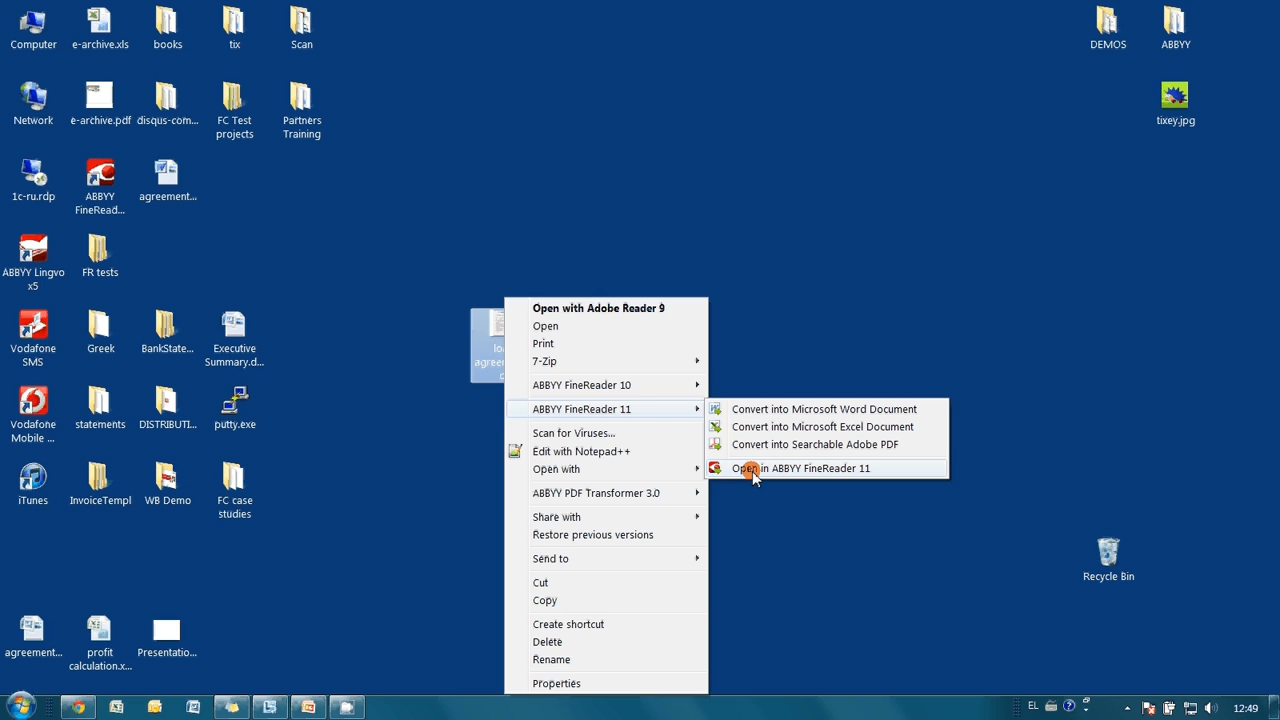 Computer
e-archive.xls
books
tix
Scan
DEMOS
ABBYY
Network
e-archive.pdf
disqus-com...
FC Test
projects
Partners
Training
tixey.jpg
1c-ru.rdp
ABBYY
FineRead...
agreement...
ABBYY Lingvo
x5
FR tests
Vodafone
SMS
Greek
BankState...
Executive
Summary.d...
Vodafone
Mobile ...
statements
DISTRIBUTI...
putty.exe
iTunes
InvoiceTempl
WB Demo
FC case
studies
agreement...
profit
calculation.x...
Presentatio...
Recycle Bin
Open with Adobe Reader 9
Open
Print
7-Zip
ABBYY FineReader 10
ABBYY FineReader 11
Scan for Viruses...
Edit with Notepad++
Open with
ABBYY PDF Transformer 3.0
Share with
Restore previous versions
Send to
Cut
Copy
Create shortcut
Delete
Rename
Properties
Convert into Microsoft Word Document
Convert into Microsoft Excel Document
Convert into Searchable Adobe PDF
Open in ABBYY FineReader 11
EL
12:49